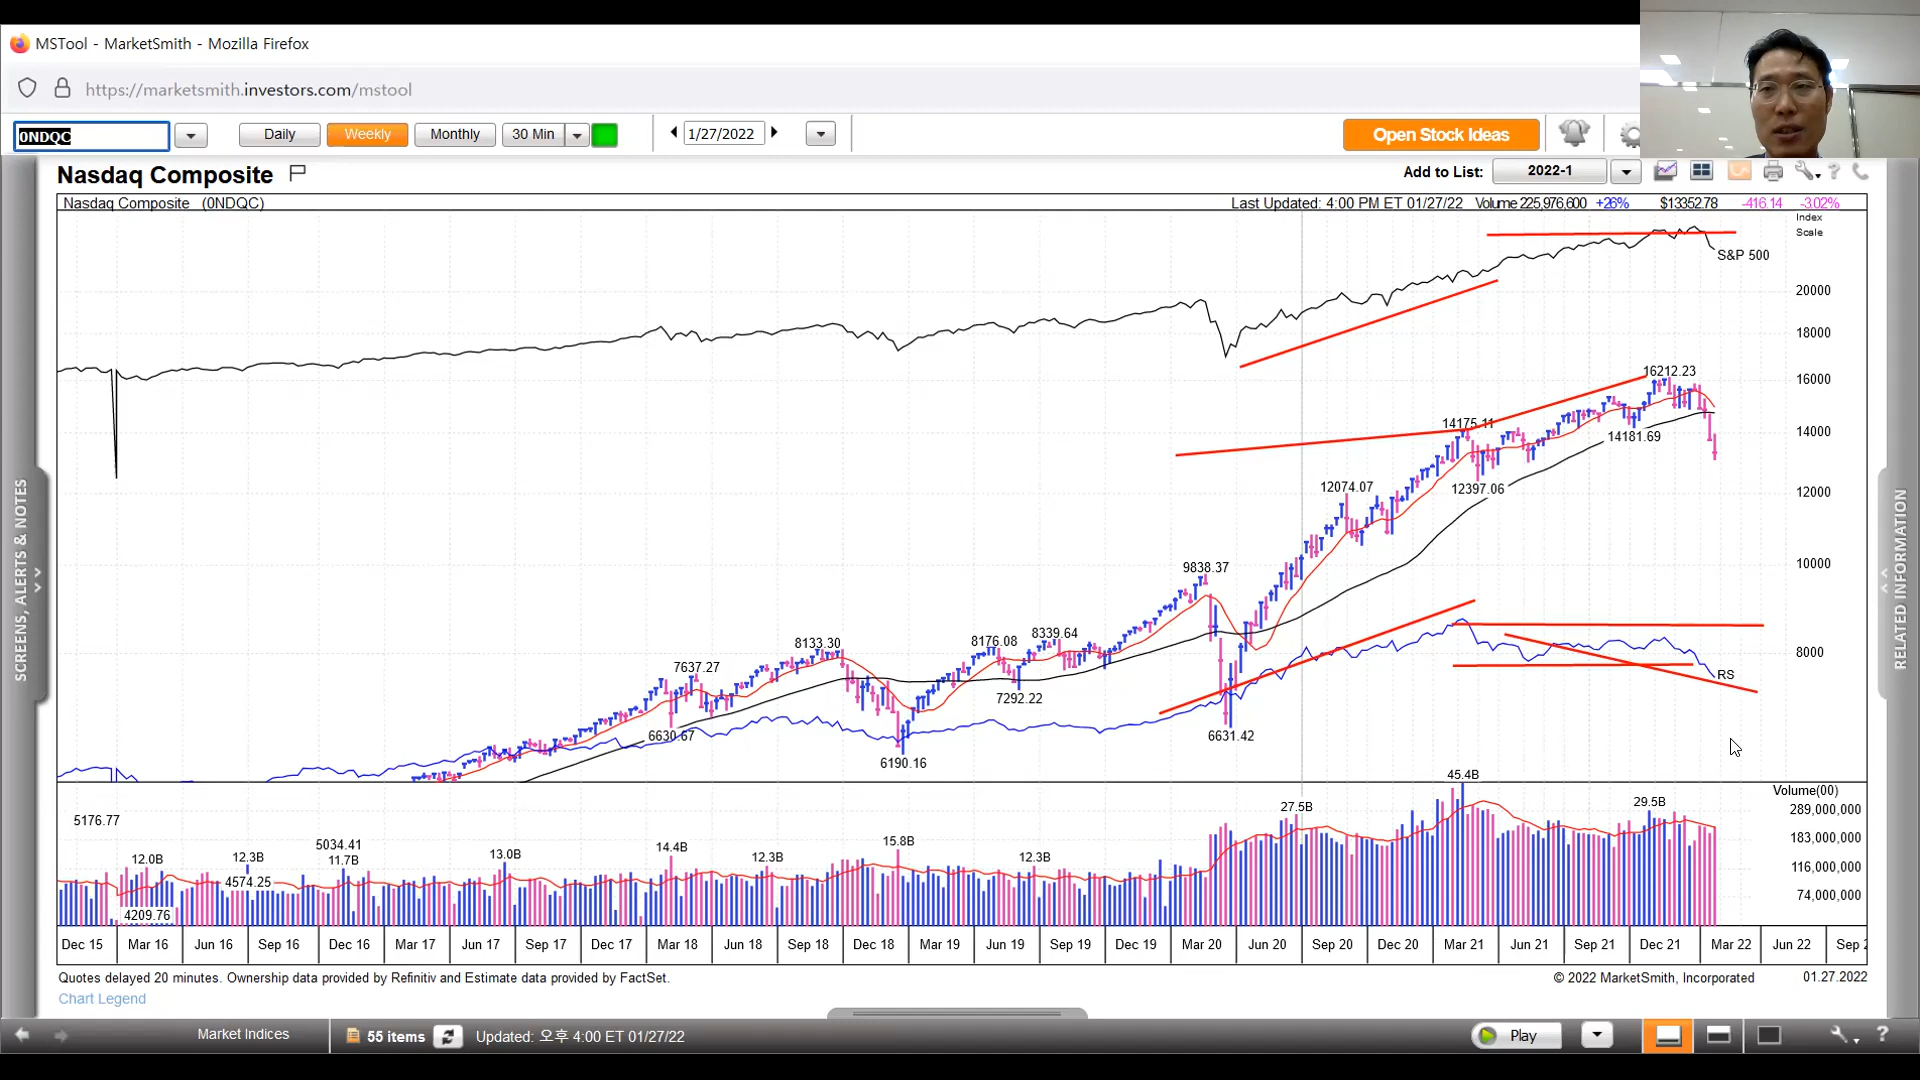 MSTool - MarketSmith - Mozilla Firefox
https://marketsmith.investors.com/mstool
0NDQC
Daily
Weekly
Monthly
30 Min
1/27/2022
Open Stock Ideas
Nasdaq Composite
Add to List:
2022-1
Nasdaq Composite (0NDQC)
Last Updated: 4:00 PM ET 01/27/22 Volume 225,976,600 +26% $13352.78 -416.14 -3.02%
Index
Scale
S&P 500
20000
18000
16212.23
16000
14175.11
14181.69
14000
12074.07
12397.06
12000
9838.37
10000
8133.30
8176.08
8339.64
8000
7637.27
7292.22
RS
6630.67
6631.42
6190.16
45.4B
Volume(00)
5176.77
27.5B
29.5B
289,000,000
12.0B
12.3B
5034.41
11.7B
13.0B
14.4B
12.3B
15.8B
12.3B
183,000,000
116,000,000
4574.25
74,000,000
4209.76
Dec 15 Mar 16 Jun 16 Sep 16 Dec 16 Mar 17 Jun 17 Sep 17 Dec 17 Mar 18 Jun 18 Sep 18 Dec 18 Mar 19 Jun 19 Sep 19 Dec 19 Mar 20 Jun 20 Sep 20 Dec 20 Mar 21 Jun 21 Sep 21 Dec 21 Mar 22 Jun 22 Sep
Quotes delayed 20 minutes. Ownership data provided by Refinitiv and Estimate data provided by FactSet.
© 2022 MarketSmith, Incorporated
01.27.2022
Chart Legend
SCREENS, ALERTS & NOTES
RELATED INFORMATION
Market Indices
55 items
Updated: 오후 4:00 ET 01/27/22
Play